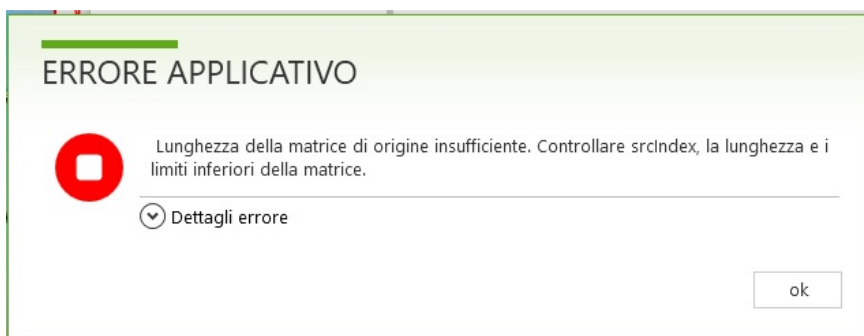 ERRORE APPLICATIVO
Lunghezza della matrice di origine insufficiente. Controllare srcIndex, la lunghezza e i
limiti inferiori della matrice.
Dettagli errore
ok